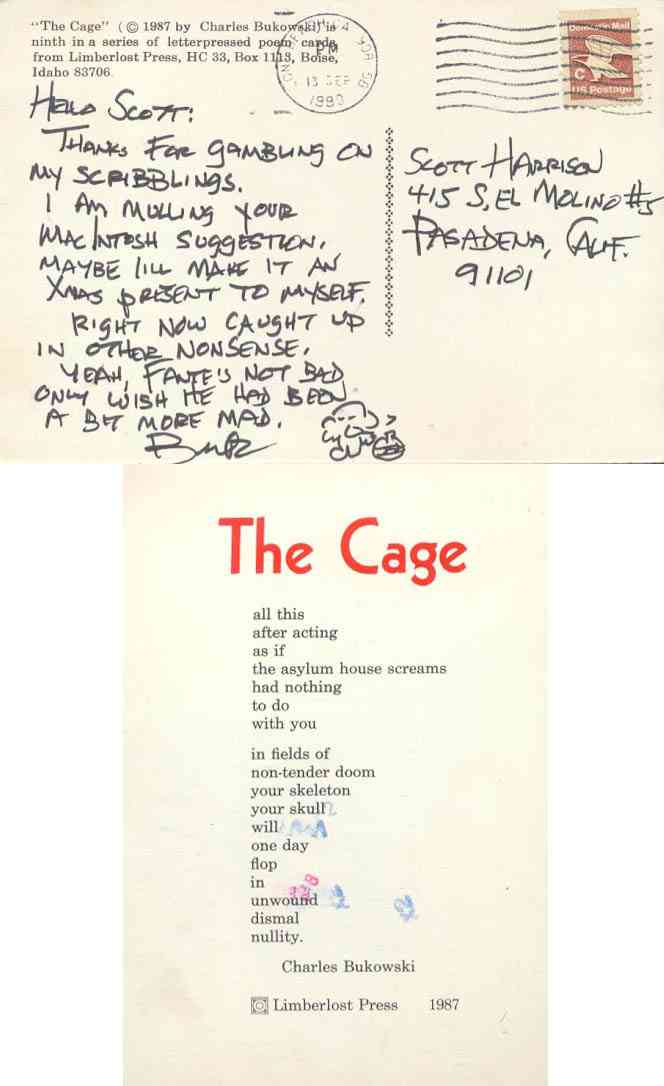 "The Cage" (© 1987 by Charles Bukowski) is
ninth in a series of letterpressed poem cards
from Limberlost Press, HC 33, Box 1113, Boise,
Idaho 83706.
PM
13 SEP
1990
Domestic Mail
C
US Postage
HELLO SCOTT:
THANKS FOR GAMBLING ON
MY SCRIBBLINGS.
I AM MULLING YOUR
MACINTOSH SUGGESTION.
MAYBE I'LL MAKE IT AN
XMAS PRESENT TO MYSELF.
RIGHT NOW CAUGHT UP
IN OTHER NONSENSE.
YEAH, FANTE'S NOT BAD
ONLY WISH HE HAD BEEN
A BIT MORE MAD.
Buk
SCOTT HARRISON
415 S, EL MOLINO #5
PASADENA, CALIF.
91101
The Cage
all this
after acting
as if
the asylum house screams
had nothing
to do
with you
in fields of
non-tender doom
your skeleton
your skull
will
one day
flop
in
unwound
dismal
nullity.
Charles Bukowski
Limberlost Press 1987